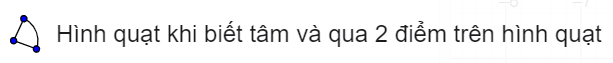 Hình quạt khi biết tâm và qua 2 điểm trên hình quạt